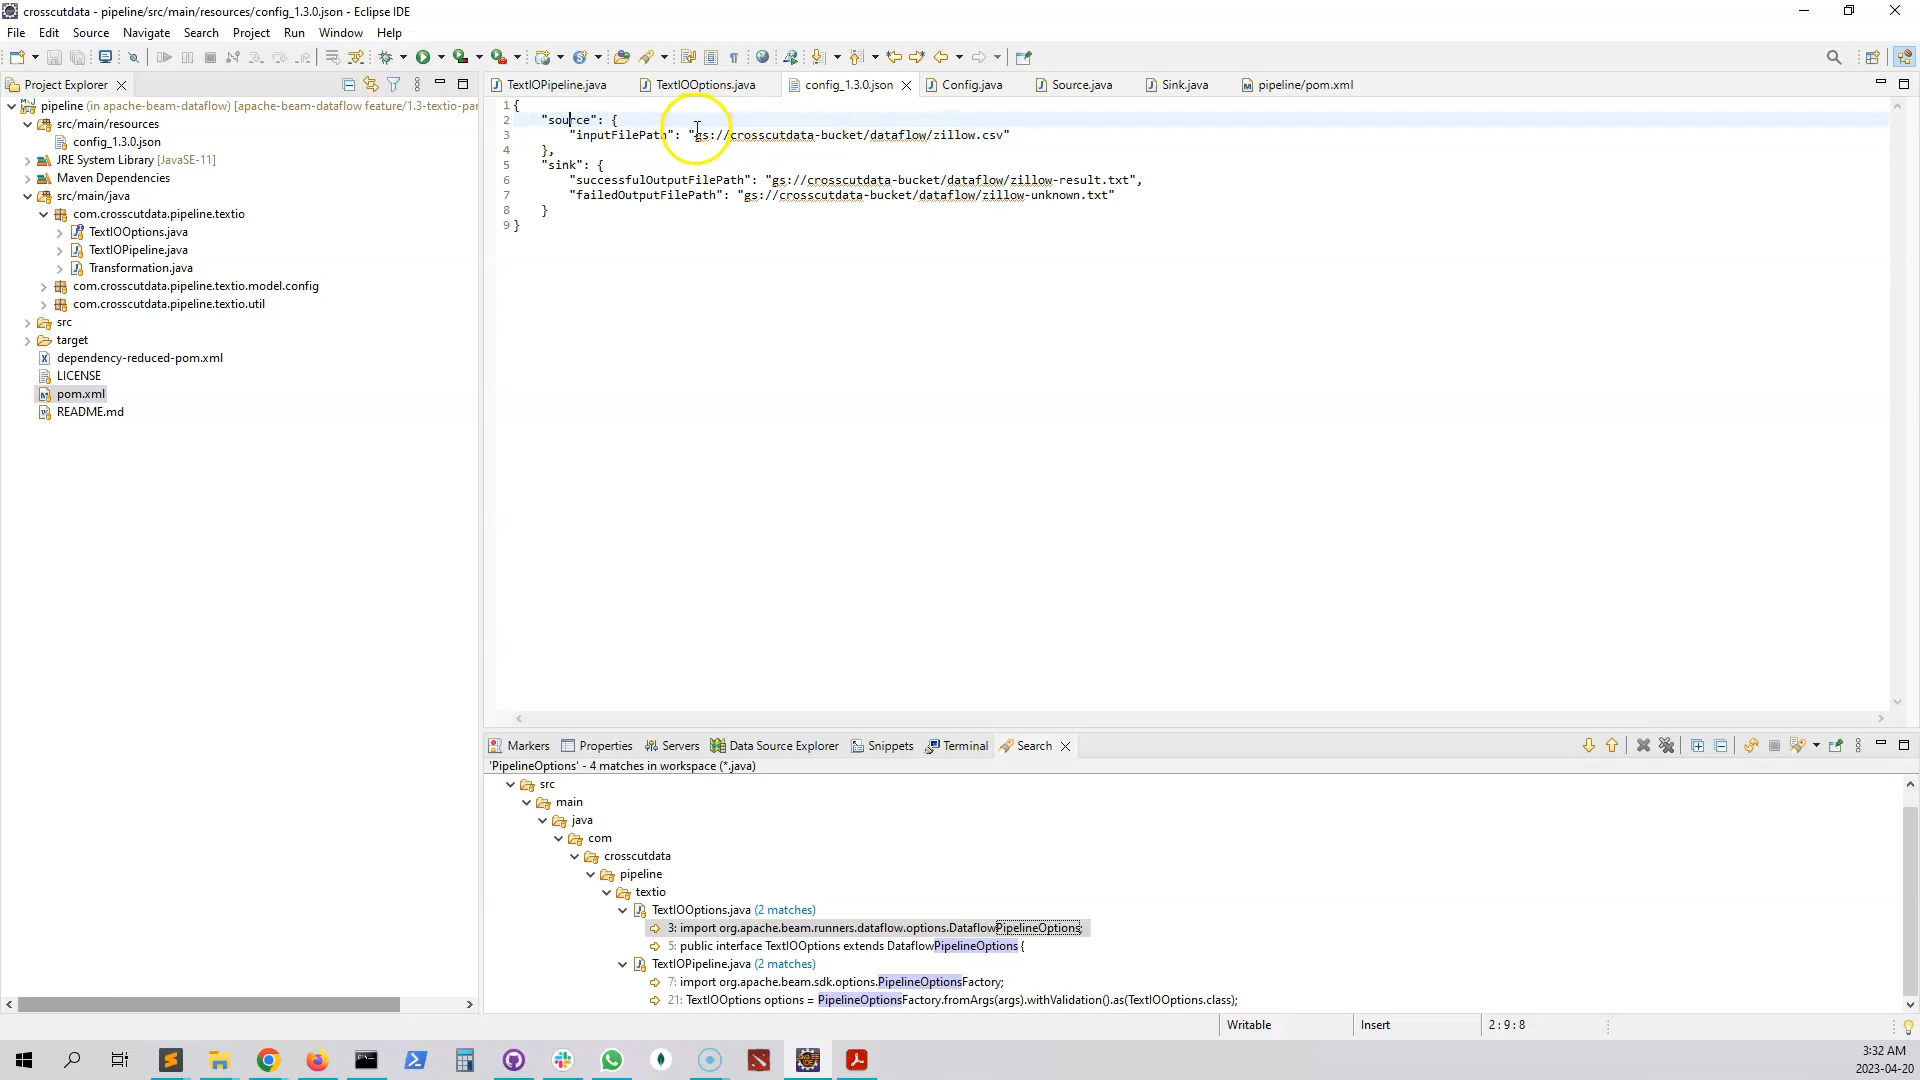 crosscutdata - pipeline/src/main/resources/config_1.3.0.json - Eclipse IDE
File Edit Source Navigate Search Project Run Window Help
Project Explorer
TextIOPipeline.java TextIOOptions.java config_1.3.0.json Config.java Source.java Sink.java pipeline/pom.xml
pipeline (in apache-beam-dataflow) [apache-beam-dataflow feature/1.3-textio-par
src/main/resources
config_1.3.0.json
JRE System Library [JavaSE-11]
Maven Dependencies
src/main/java
com.crosscutdata.pipeline.textio
TextIOOptions.java
TextIOPipeline.java
Transformation.java
com.crosscutdata.pipeline.textio.model.config
com.crosscutdata.pipeline.textio.util
src
target
dependency-reduced-pom.xml
LICENSE
pom.xml
README.md
1 {
2 "source": {
3 "inputFilePath": "gs://crosscutdata-bucket/dataflow/zillow.csv"
4 },
5 "sink": {
6 "successfulOutputFilePath": "gs://crosscutdata-bucket/dataflow/zillow-result.txt",
7 "failedOutputFilePath": "gs://crosscutdata-bucket/dataflow/zillow-unknown.txt"
8 }
9 }
Markers Properties Servers Data Source Explorer Snippets Terminal Search
'PipelineOptions' - 4 matches in workspace (*.java)
src
main
java
com
crosscutdata
pipeline
textio
TextIOOptions.java (2 matches)
3: import org.apache.beam.runners.dataflow.options.DataflowPipelineOptions;
5: public interface TextIOOptions extends DataflowPipelineOptions {
TextIOPipeline.java (2 matches)
7: import org.apache.beam.sdk.options.PipelineOptionsFactory;
21: TextIOOptions options = PipelineOptionsFactory.fromArgs(args).withValidation().as(TextIOOptions.class);
Writable Insert 2 : 9 : 8
3:32 AM
2023-04-20